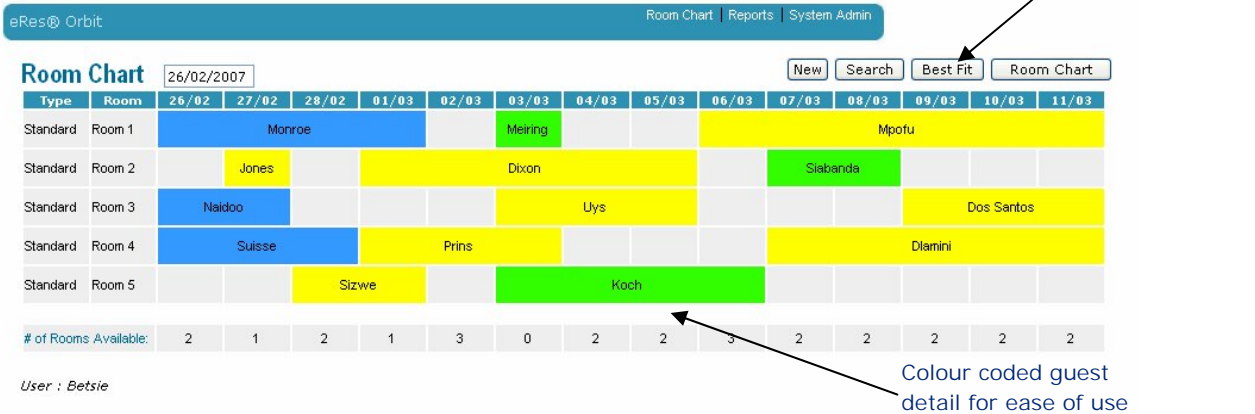 eRes® Orbit
Room Chart | Reports | System Admin
Room Chart 26/02/2007 New Search Best Fit Room Chart
Type Room 26/02 27/02 28/02 01/03 02/03 03/03 04/03 05/03 06/03 07/03 08/03 09/03 10/03 11/03
Standard Room 1 Monroe Meiring Mpofu
Standard Room 2 Jones Dixon Siabanda
Standard Room 3 Naidoo Uys Dos Santos
Standard Room 4 Suisse Prins Dlamini
Standard Room 5 Sizwe Koch
# of Rooms Available: 2 1 2 1 3 0 2 2 3 2 2 2 2 2
User : Betsie
Colour coded guest
detail for ease of use